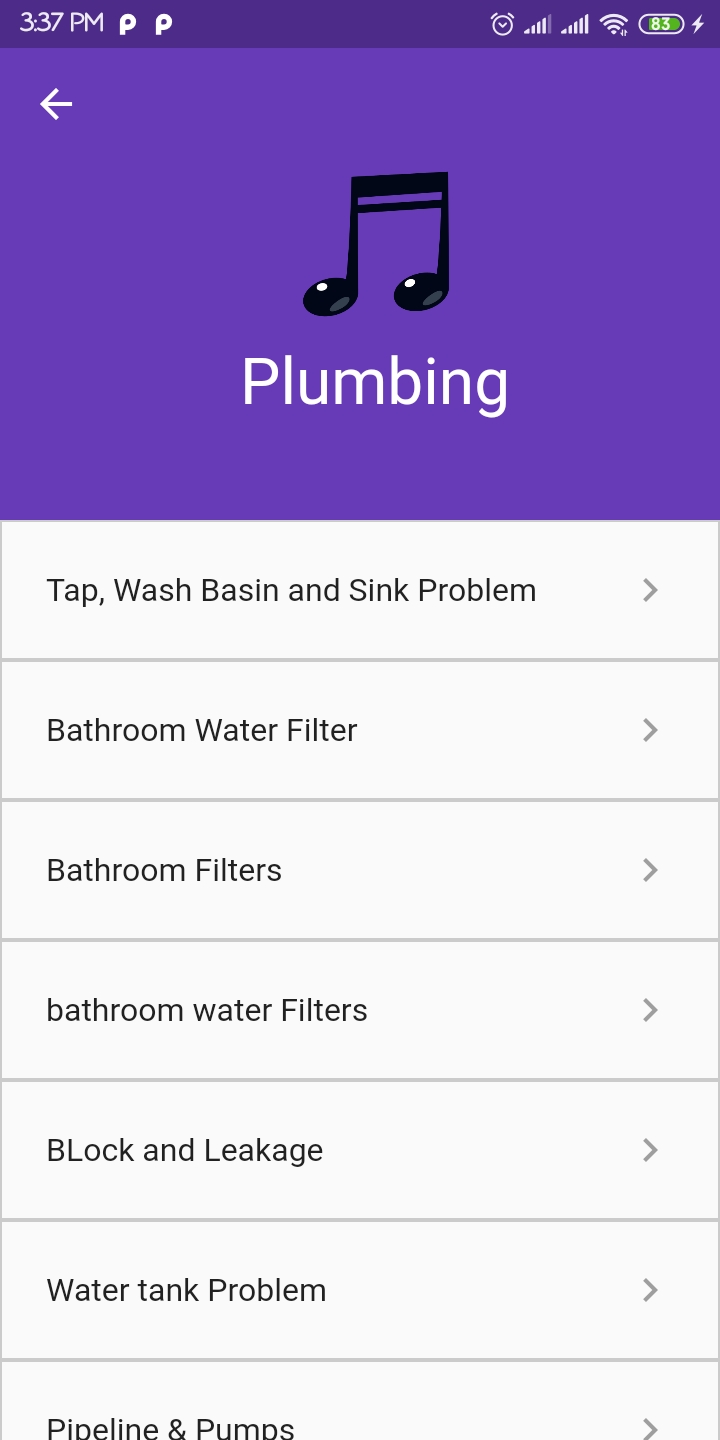 3:37 PM
83
Plumbing
Tap, Wash Basin and Sink Problem
Bathroom Water Filter
Bathroom Filters
bathroom water Filters
BLock and Leakage
Water tank Problem
Pipeline & Pumps